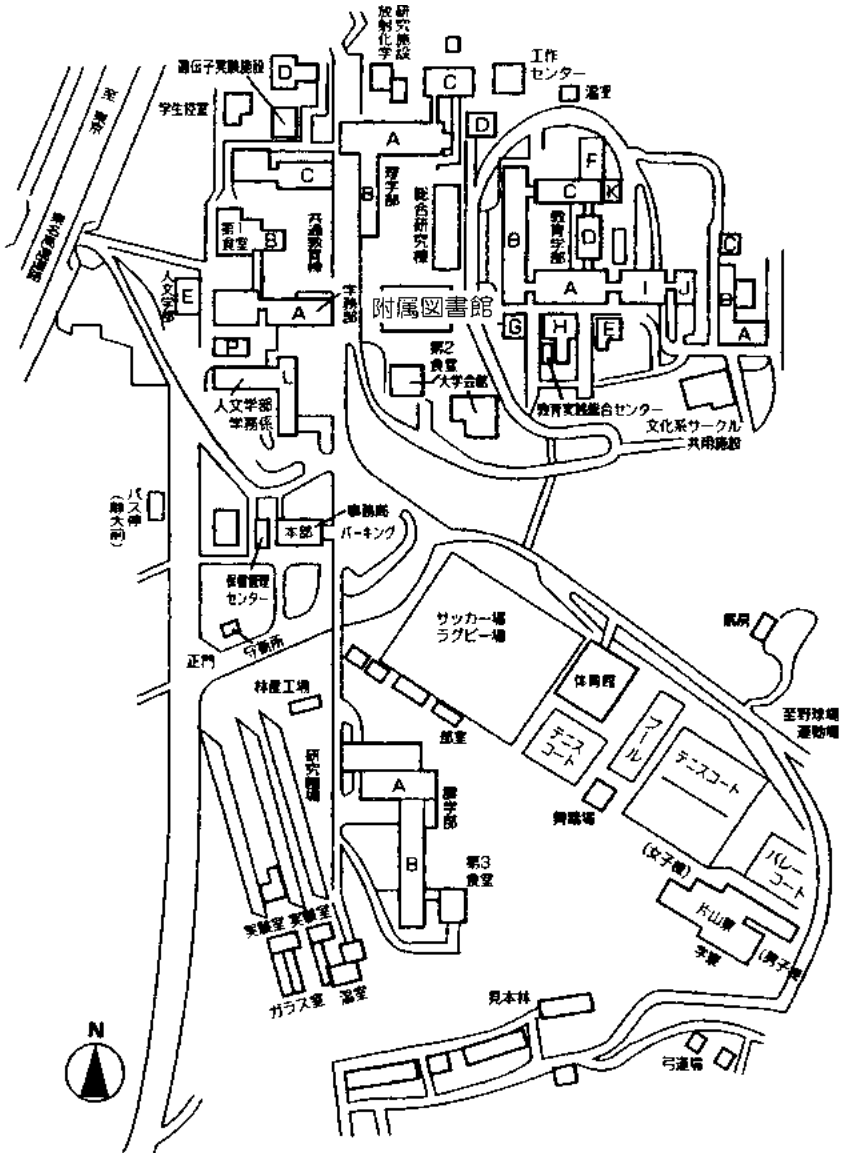 放射化学
研究施設
工作
センター
遺伝子実験施設
D
C
学生控室
温室
D
A
F
C
B
理学部
総合研究棟
C
K
共通教育棟
第1
食堂
B
B
教育学部
D
C
人文学部
E
A
学務部
附属図書館
A
I
J
B
A
G
H
E
P
第2
食堂
大学会館
L
人文学部
学務係
教育実践総合センター
文化系サークル
共用施設
バス停
(静大前)
事務局
本部
パーキング
保健管理
センター
守衛所
正門
サッカー場
ラグビー場
体育館
至野球場
運動場
林産工場
部室
テニス
コート
プール
テニスコート
研究圃場
A
農学部
B
第3
食堂
舞踏場
(女子棟)
バレー
コート
片山寮
学寮
(男子棟)
実験室
実験室
ガラス室
温室
見本林
弓道場
N